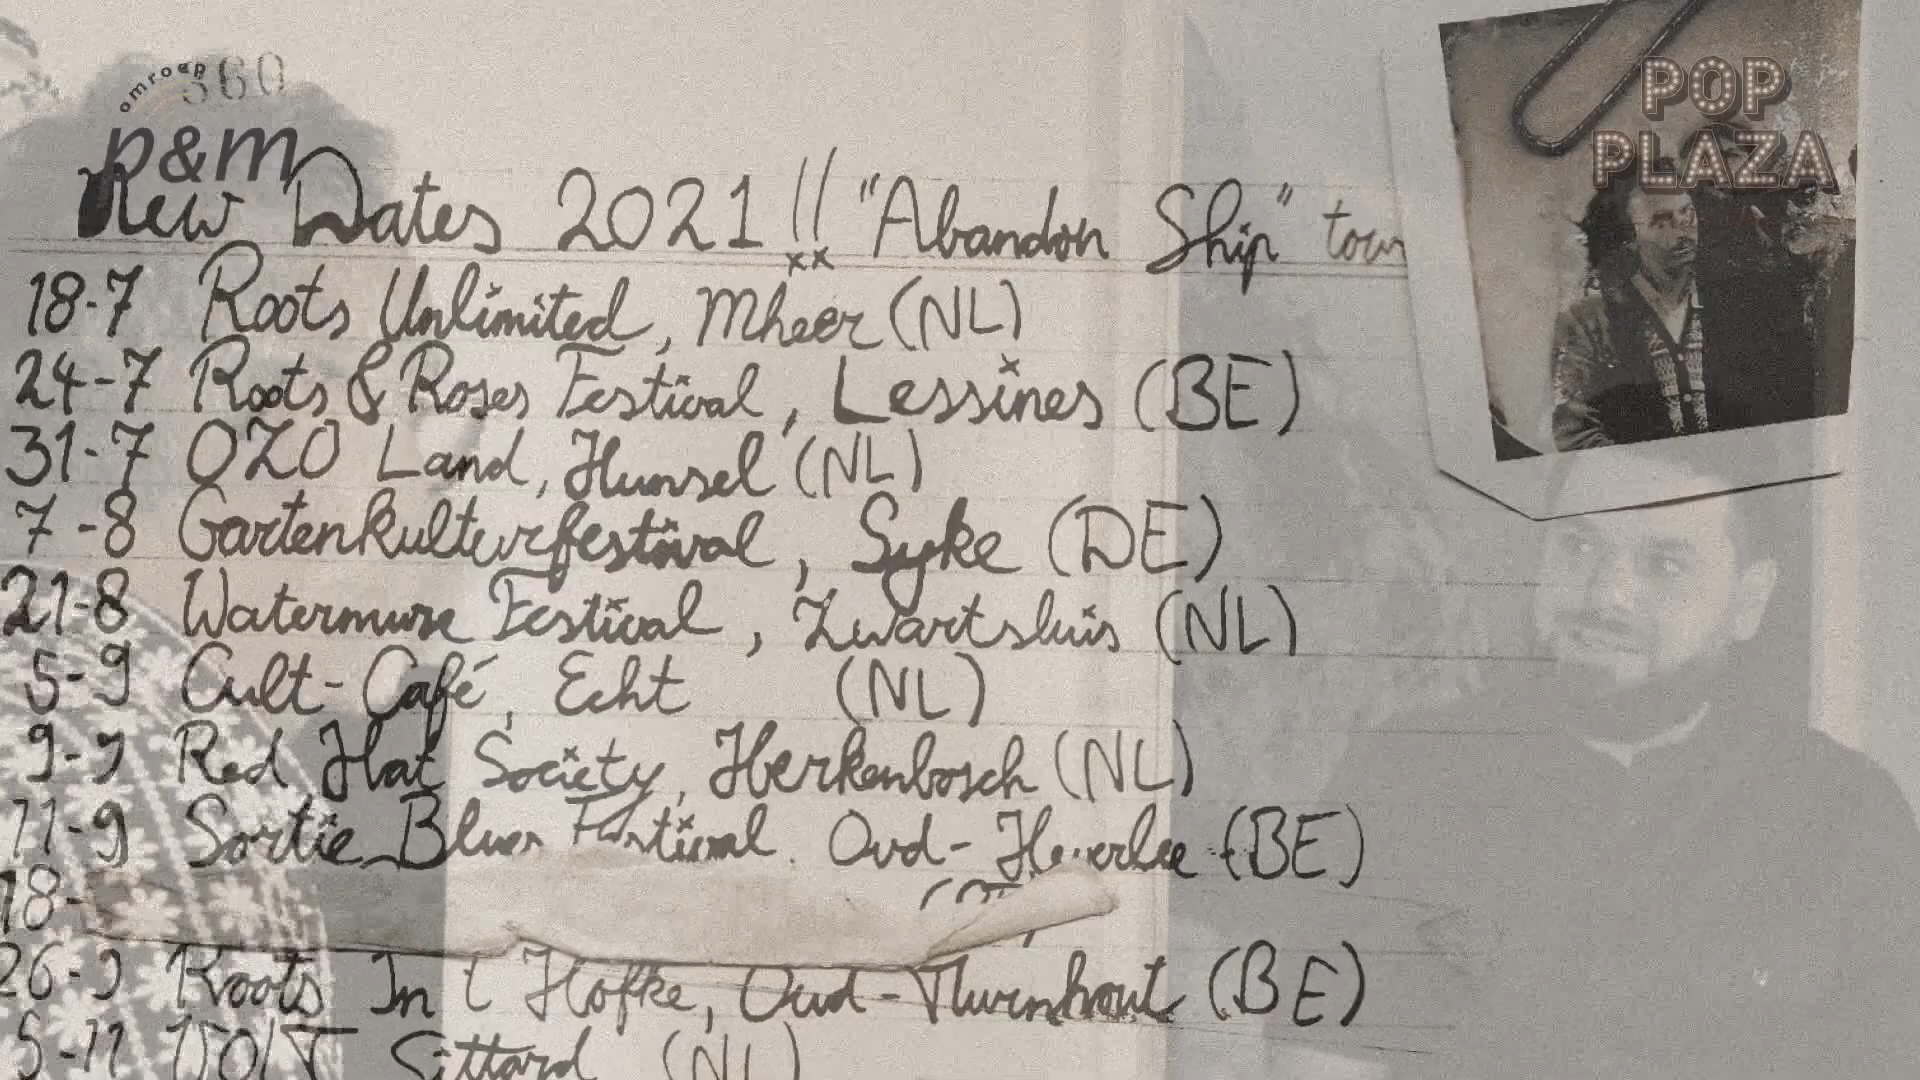 omroep
360
p&m
POP
PLAZA
New Dates 2021!! "Abandon Ship" tour
18-7 Roots Unlimited, Mheer (NL)
24-7 Roots & Roses Festival, Lessines (BE)
31-7 OZO Land, Hunsel (NL)
7-8 Gartenkulturfestival, Syke (DE)
21-8 Watermuse Festival, Zwartsluis (NL)
5-9 Cult-Café, Echt (NL)
9-9 Red Hat Society, Herkenbosch (NL)
11-9 Sortie Blues Festival. Oud-Heverlee (BE)
18-
26-9 Roots In t Hofke, Oud-Turnhout (BE)
5-11 VOLT Sittard (NL)